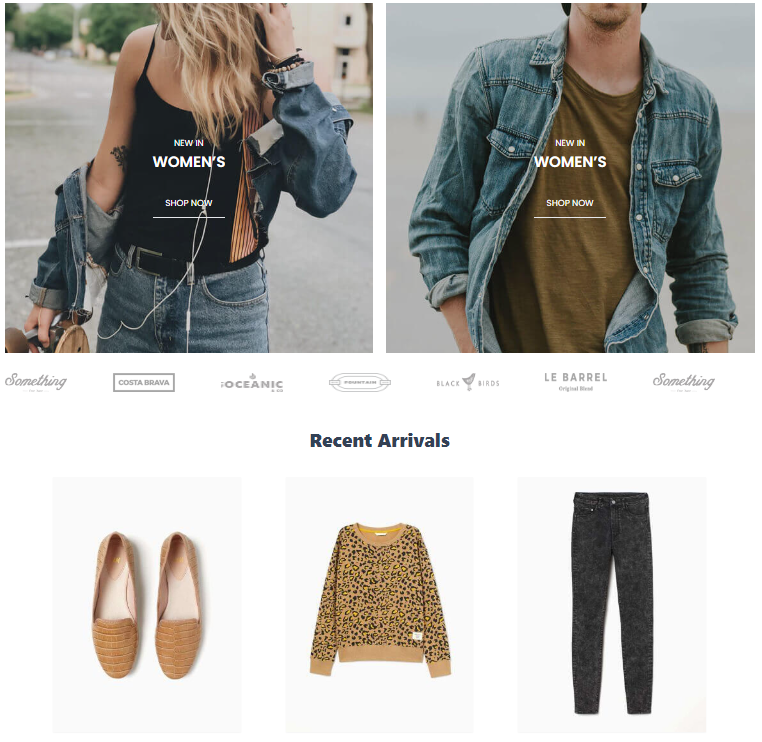 NEW IN
WOMEN'S
SHOP NOW
NEW IN
WOMEN'S
SHOP NOW
Something
COSTA BRAVA
OCEANIC
FOUNTAIN
BLACK BIRDS
LE BARREL
Original Blend
Something
Recent Arrivals